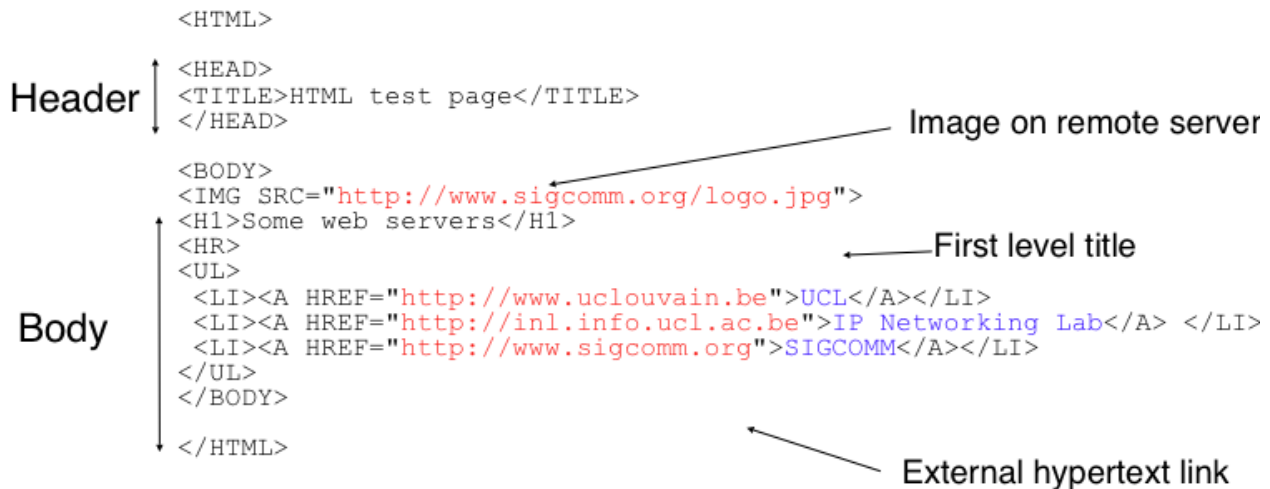 <HTML>
<HEAD>
<TITLE>HTML test page</TITLE>
</HEAD>
Header
Image on remote server
<BODY>
<IMG SRC="http://www.sigcomm.org/logo.jpg">
<H1>Some web servers</H1>
<HR>
First level title
<UL>
<LI><A HREF="http://www.uclouvain.be">UCL</A></LI>
<LI><A HREF="http://inl.info.ucl.ac.be">IP Networking Lab</A> </LI>
<LI><A HREF="http://www.sigcomm.org">SIGCOMM</A></LI>
</UL>
</BODY>
Body
</HTML>
External hypertext link